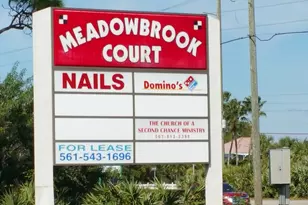 MEADOWBROOK
COURT
NAILS
Domino's
THE CHURCH OF A
SECOND CHANCE MINISTRY
FOR LEASE
561-543-1696